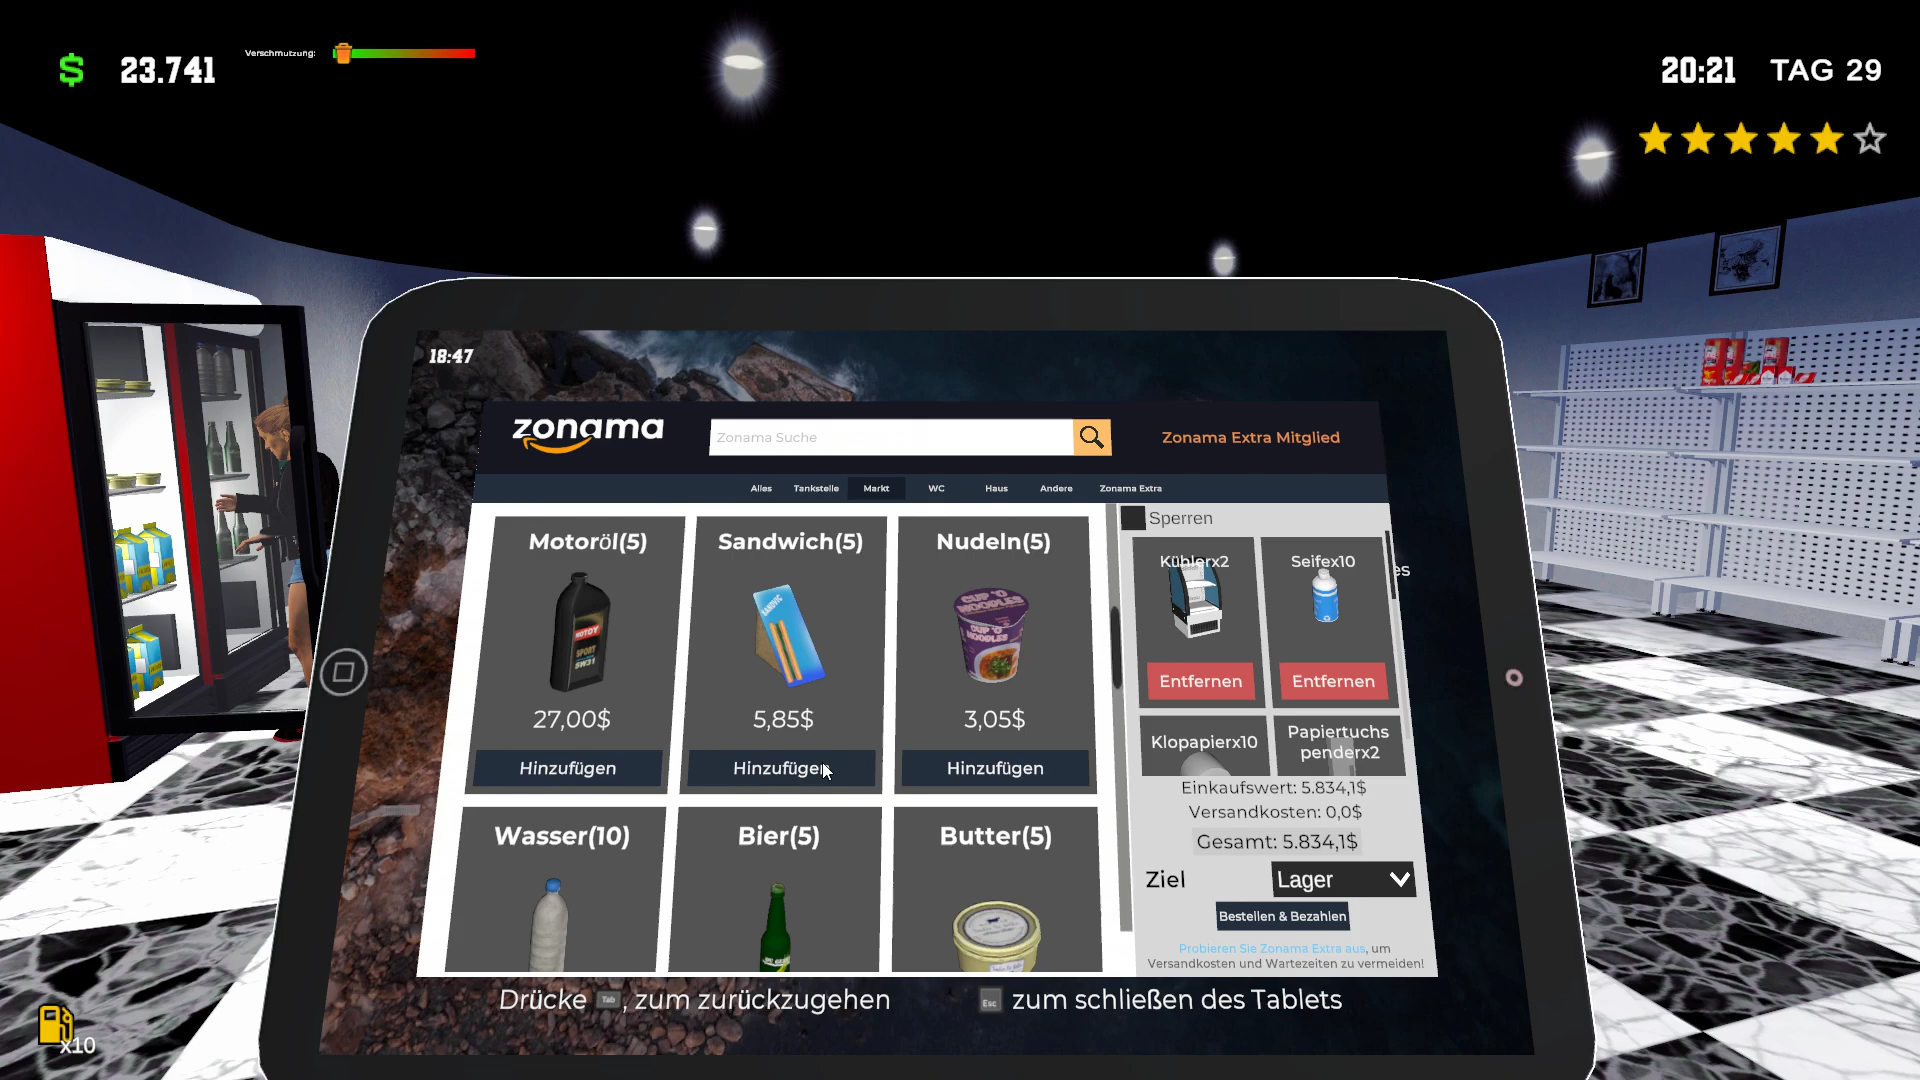 $ 23.741
Verschmutzung:
20:21 TAG 29
18:47
zonama
Zonama Suche
Zonama Extra Mitglied
Alles Tankstelle Markt WC Haus Andere Zonama Extra
Motoröl(5)
27,00$
Hinzufügen
Sandwich(5)
5,85$
Hinzufügen
Nudeln(5)
CUP 'O NOODLES
3,05$
Hinzufügen
Wasser(10)
Bier(5)
Butter(5)
Sperren
Kühlerx2
Entfernen
Seifex10
Entfernen
es
Klopapierx10
Papiertuchs
penderx2
Einkaufswert: 5.834,1$
Versandkosten: 0,0$
Gesamt: 5.834,1$
Ziel
Lager
Bestellen & Bezahlen
Probieren Sie Zonama Extra aus, um
Versandkosten und Wartezeiten zu vermeiden!
Drücke Tab, zum zurückzugehen
Esc zum schließen des Tablets
x10